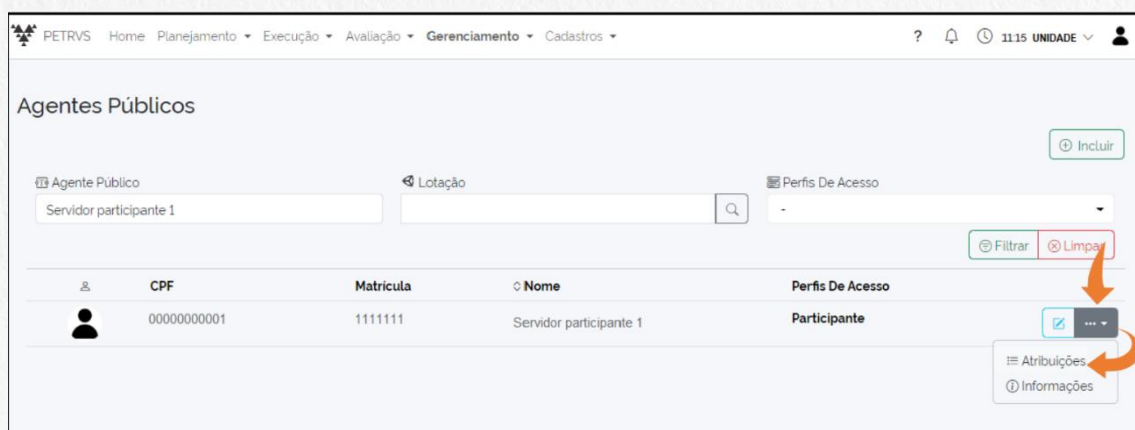 PETRVS Home Planejamento Execução Avaliação Gerenciamento Cadastros ? 11:15 UNIDADE
Agentes Públicos
Incluir
Agente Público Lotação Perfis De Acesso
Servidor participante 1 -
Filtrar Limpar
CPF Matrícula Nome Perfis De Acesso
00000000001 1111111 Servidor participante 1 Participante
Atribuições
Informações